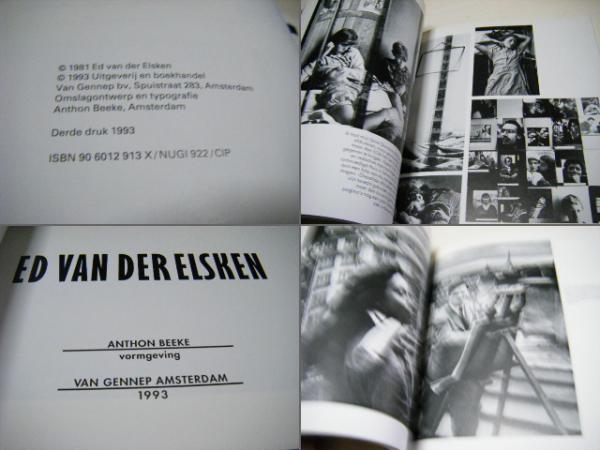 © 1981 Ed van der Elsken
© 1993 Uitgeverij en boekhandel
Van Gennep bv, Spuistraat 283, Amsterdam
Omslagontwerp en typografie
Anthon Beeke, Amsterdam
Derde druk 1993
ISBN 90 6012 913 X/NUGI 922/CIP
ED VAN DER ELSKEN
ANTHON BEEKE
vormgeving
VAN GENNEP AMSTERDAM
1993